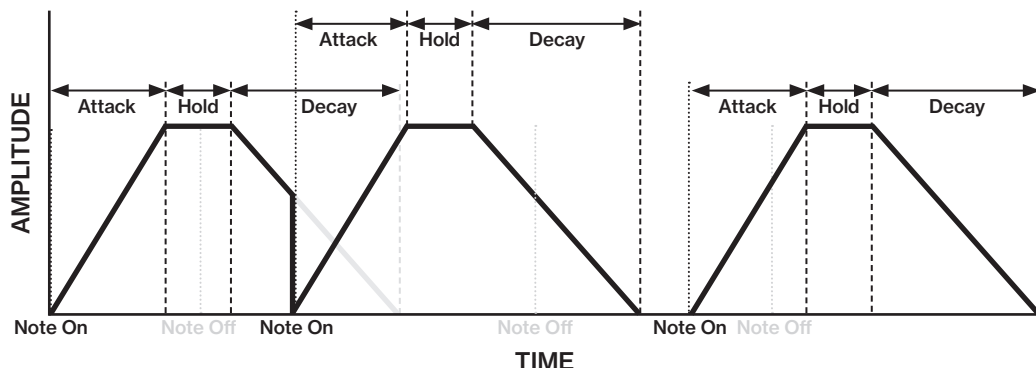 Attack Hold Decay
Attack Hold Decay Attack Hold Decay
AMPLITUDE
Note On Note Off Note On Note Off Note On Note Off
TIME